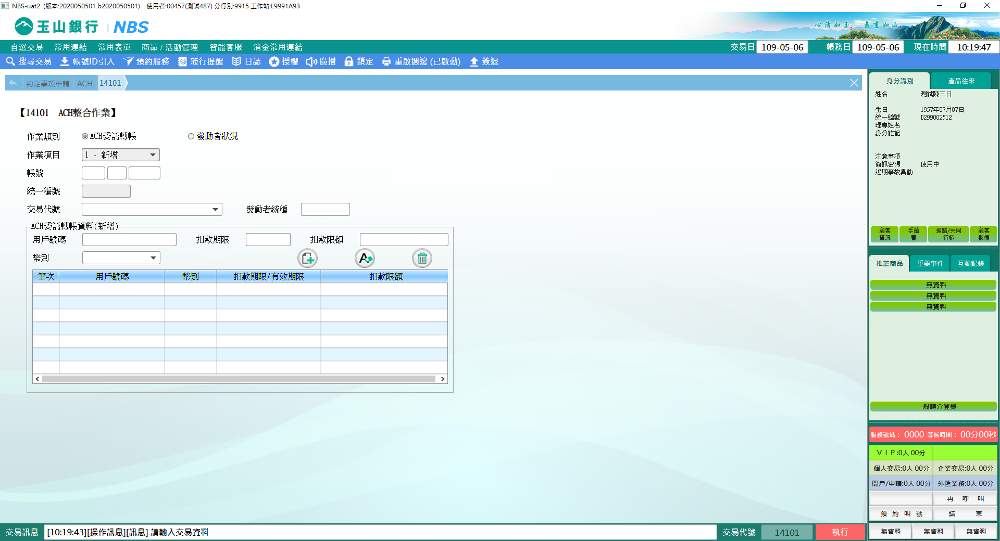 NBS-uat2 (版本:2020050501.b2020050501) 使用者:00457(測試487) 分行別:9915 工作站:L9991A93
玉山銀行 | NBS
心清如玉 義重如山
自選交易 常用連結 常用表單 商品 / 活動管理 智能客服 消金常用連結 交易日 109-05-06 帳務日 109-05-06 現在時間 10:19:47
搜尋交易 帳號ID引入 預約服務 蒞行提醒 日誌 授權 廣播 鎖定 重啟週邊 (已啟動) 簽退
約定事項申請 ACH 14101
【14101 ACH整合作業】
作業類別 ACH委託轉帳 發動者狀況
作業項目 1 - 新增
帳號
統一編號
交易代號 發動者統編
ACH委託轉帳資料(新增)
用戶號碼 扣款期限 扣款限額
幣別
筆次 用戶號碼 幣別 扣款期限/有效期限 扣款限額
身分識別 產品往來
姓名 測試陳三日
生日 1957年07月07日
統一編號 D299002512
理專姓名
身分註記
注意事項
簡訊密碼 使用中
近期事故異動
顧客資訊 手續費 通路/共同行銷 顧客影像
推薦商品 重要事件 互動記錄
無資料
無資料
無資料
一般轉介登錄
服務號碼： 0000 等候時間： 00分00秒
ＶＩＰ:0人 00分
個人交易:0人 00分 企業交易:0人 00分
開戶/申請:0人 00分 外匯業務:0人 00分
再 呼 叫
預 約 叫 號 結 束
無資料 無資料 無資料
交易訊息 [10:19:43][操作訊息][訊息] 請輸入交易資料 交易代號 14101 執行